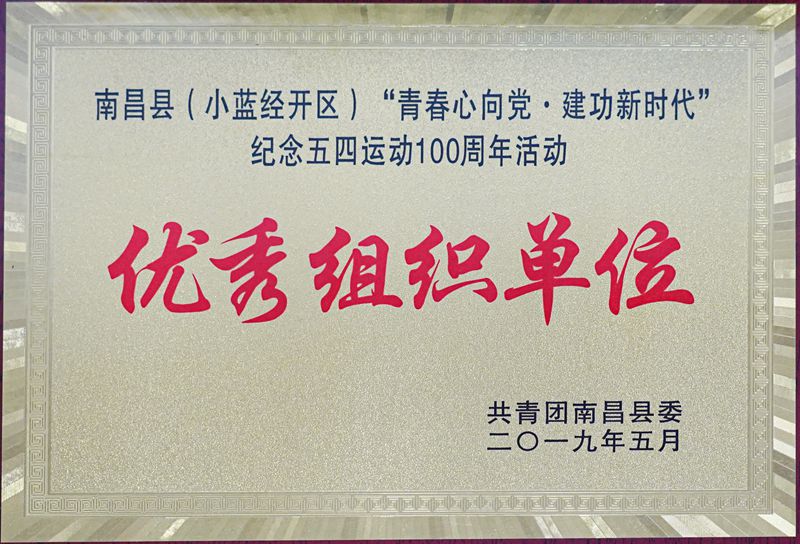 南昌县（小蓝经开区）“青春心向党·建功新时代”
纪念五四运动100周年活动
优秀组织单位
共青团南昌县委
二〇一九年五月